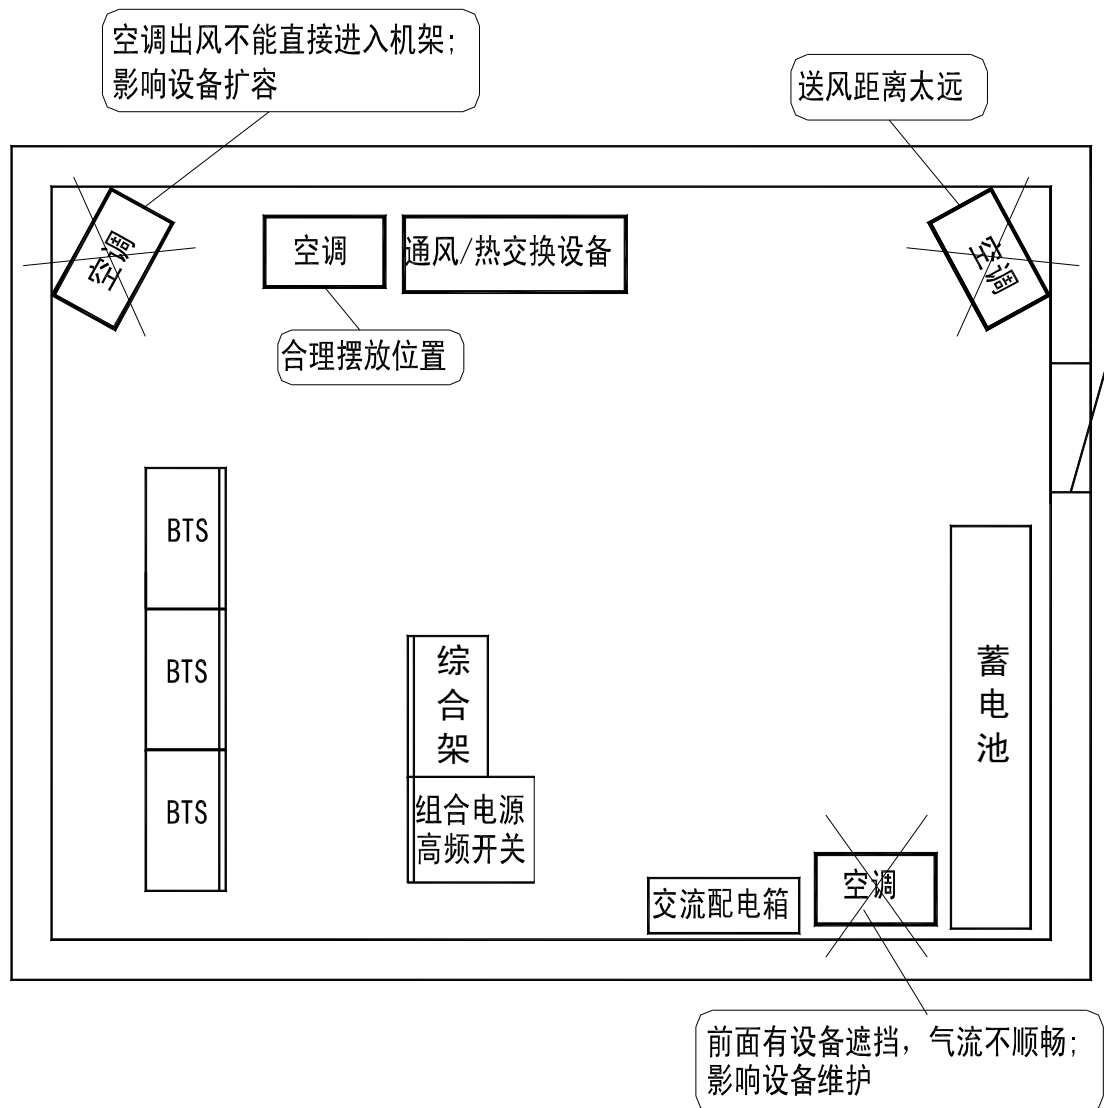 空调出风不能直接进入机架;
影响设备扩容
送风距离太远
空调
空调
通风/热交换设备
空调
合理摆放位置
BTS
BTS
BTS
综
合
架
组合电源
高频开关
蓄
电
池
交流配电箱
空调
前面有设备遮挡，气流不顺畅;
影响设备维护